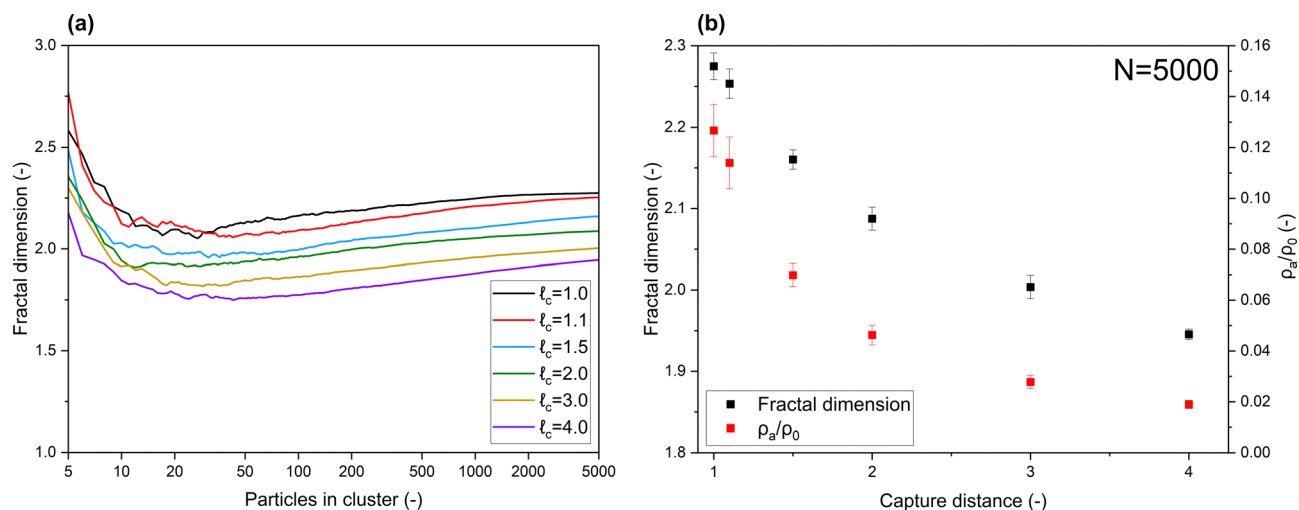 (a)
3.0
2.5
2.0
1.5
1.0
Fractal dimension (-)
5 10 20 50 100 200 500 1000 2000 5000
Particles in cluster (-)
ℓc=1.0
ℓc=1.1
ℓc=1.5
ℓc=2.0
ℓc=3.0
ℓc=4.0
(b)
N=5000
2.3
2.2
2.1
2.0
1.9
1.8
Fractal dimension (-)
0.16
0.14
0.12
0.10
0.08
0.06
0.04
0.02
0.00
ρa/ρ0 (-)
1 2 3 4
Capture distance (-)
Fractal dimension
ρa/ρ0